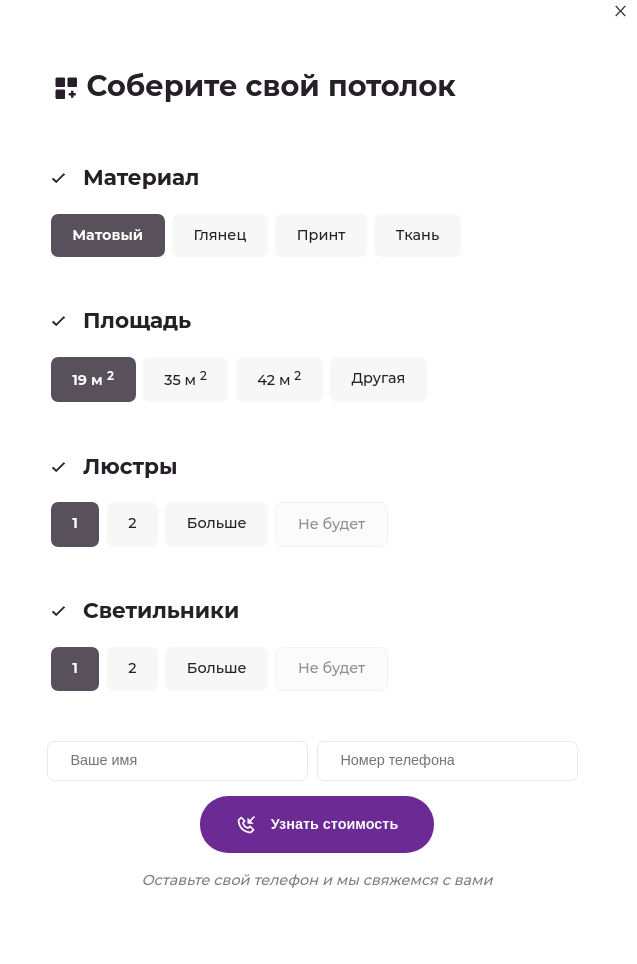 Соберите свой потолок
Материал
Матовый Глянец Принт Ткань
Площадь
19 м 2 35 м 2 42 м 2 Другая
Люстры
1 2 Больше Не будет
Светильники
1 2 Больше Не будет
Ваше имя Номер телефона
Узнать стоимость
Оставьте свой телефон и мы свяжемся с вами